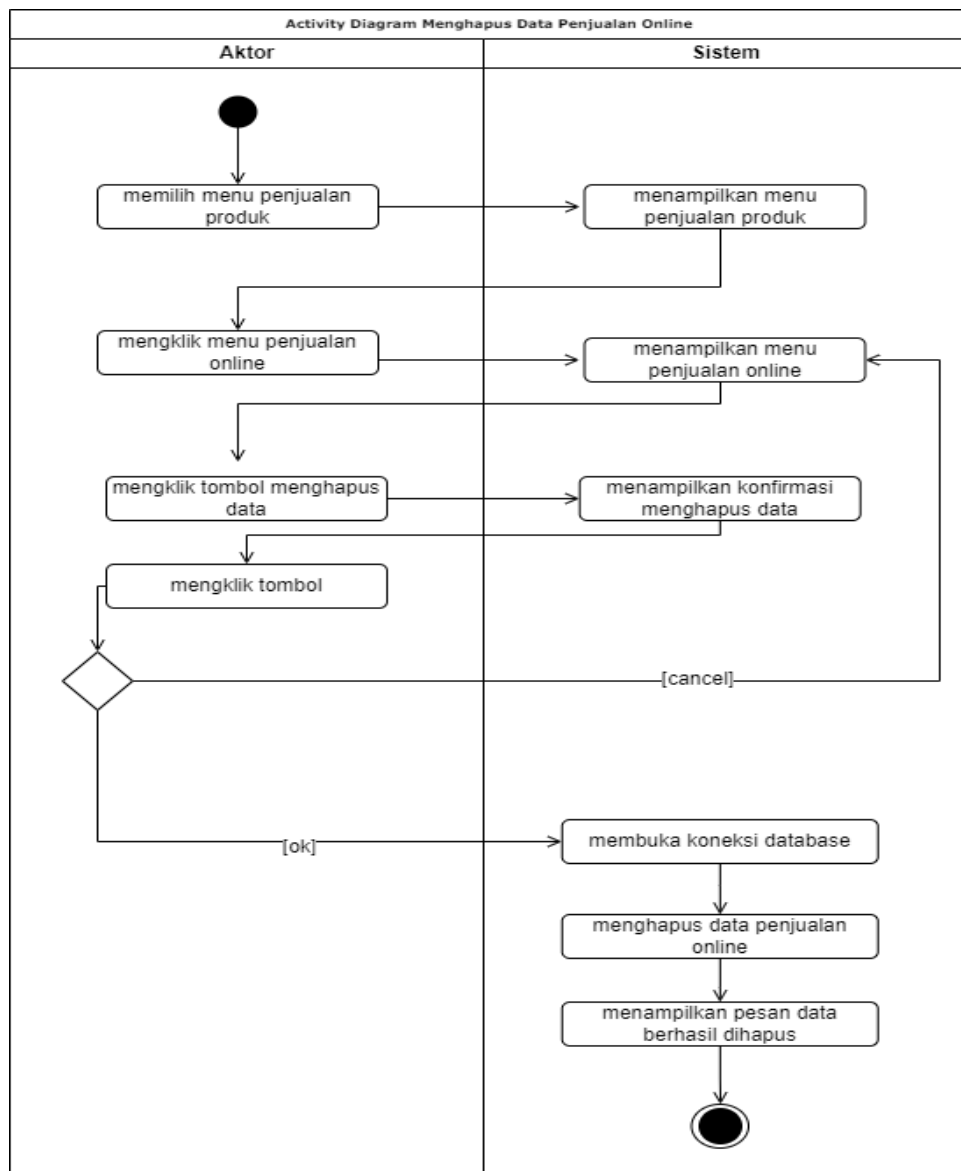 Activity Diagram Menghapus Data Penjualan Online
Aktor
Sistem
memilih menu penjualan
produk
menampilkan menu
penjualan produk
mengklik menu penjualan
online
menampilkan menu
penjualan online
mengklik tombol menghapus
data
menampilkan konfirmasi
menghapus data
mengklik tombol
[cancel]
[ok]
membuka koneksi database
menghapus data penjualan
online
menampilkan pesan data
berhasil dihapus